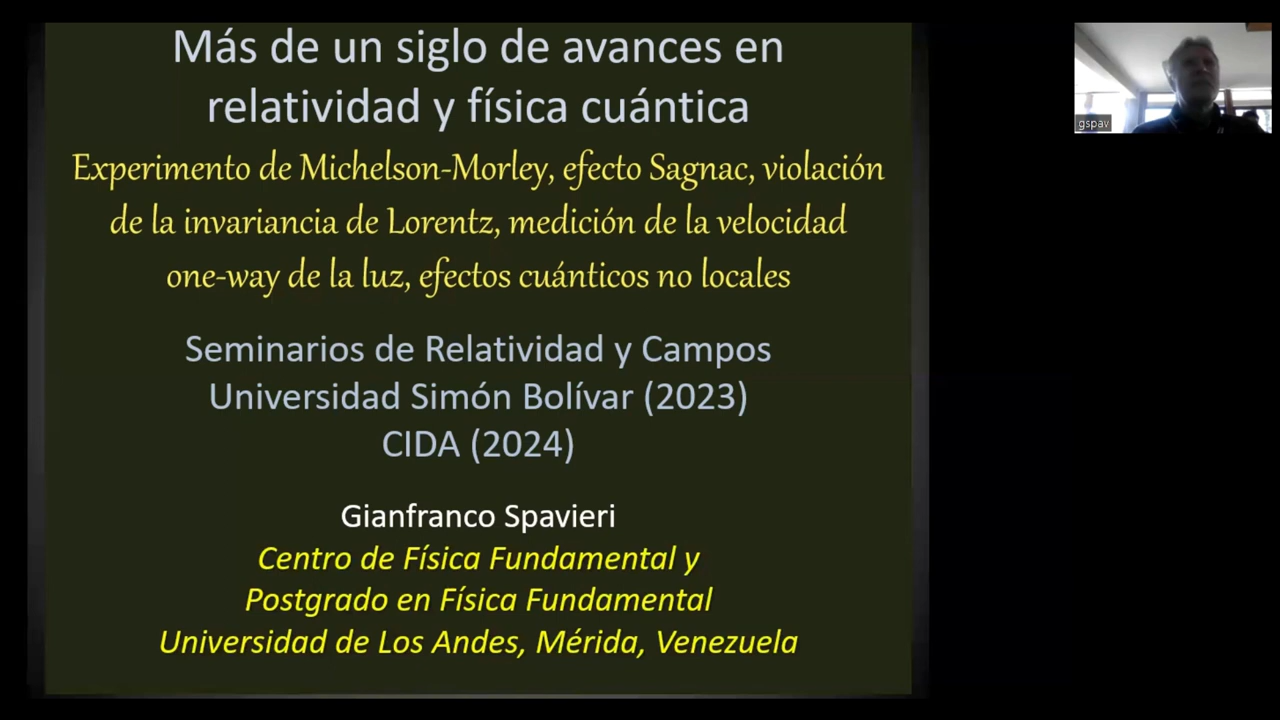 Más de un siglo de avances en
relatividad y física cuántica
Experimento de Michelson-Morley, efecto Sagnac, violación
de la invariancia de Lorentz, medición de la velocidad
one-way de la luz, efectos cuánticos no locales
Seminarios de Relatividad y Campos
Universidad Simón Bolívar (2023)
CIDA (2024)
Gianfranco Spavieri
Centro de Física Fundamental y
Postgrado en Física Fundamental
Universidad de Los Andes, Mérida, Venezuela
gspav